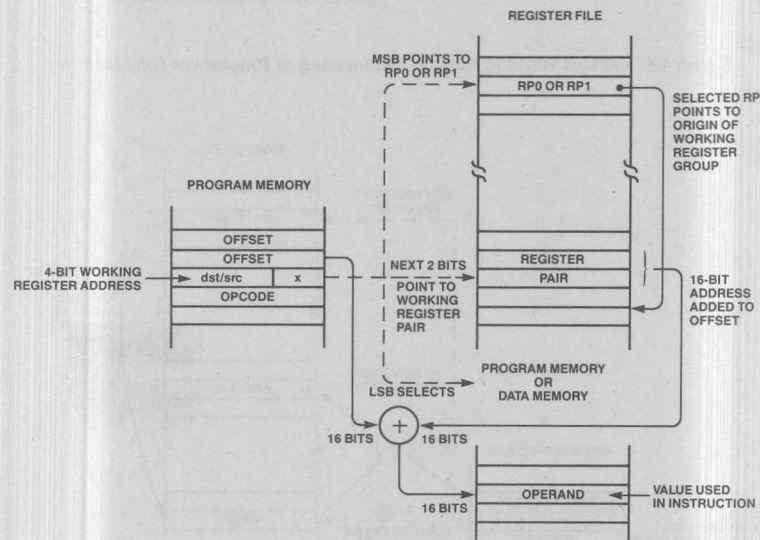 REGISTER FILE
MSB POINTS TO
RP0 OR RP1
RP0 OR RP1
SELECTED RP
POINTS TO
ORIGIN OF
WORKING
REGISTER
GROUP
PROGRAM MEMORY
OFFSET
OFFSET
4-BIT WORKING
REGISTER ADDRESS
dst/src
x
OPCODE
NEXT 2 BITS
POINT TO
WORKING
REGISTER
PAIR
REGISTER
PAIR
16-BIT
ADDRESS
ADDED TO
OFFSET
LSB SELECTS
PROGRAM MEMORY
OR
DATA MEMORY
16 BITS
+
16 BITS
16 BITS
OPERAND
VALUE USED
IN INSTRUCTION